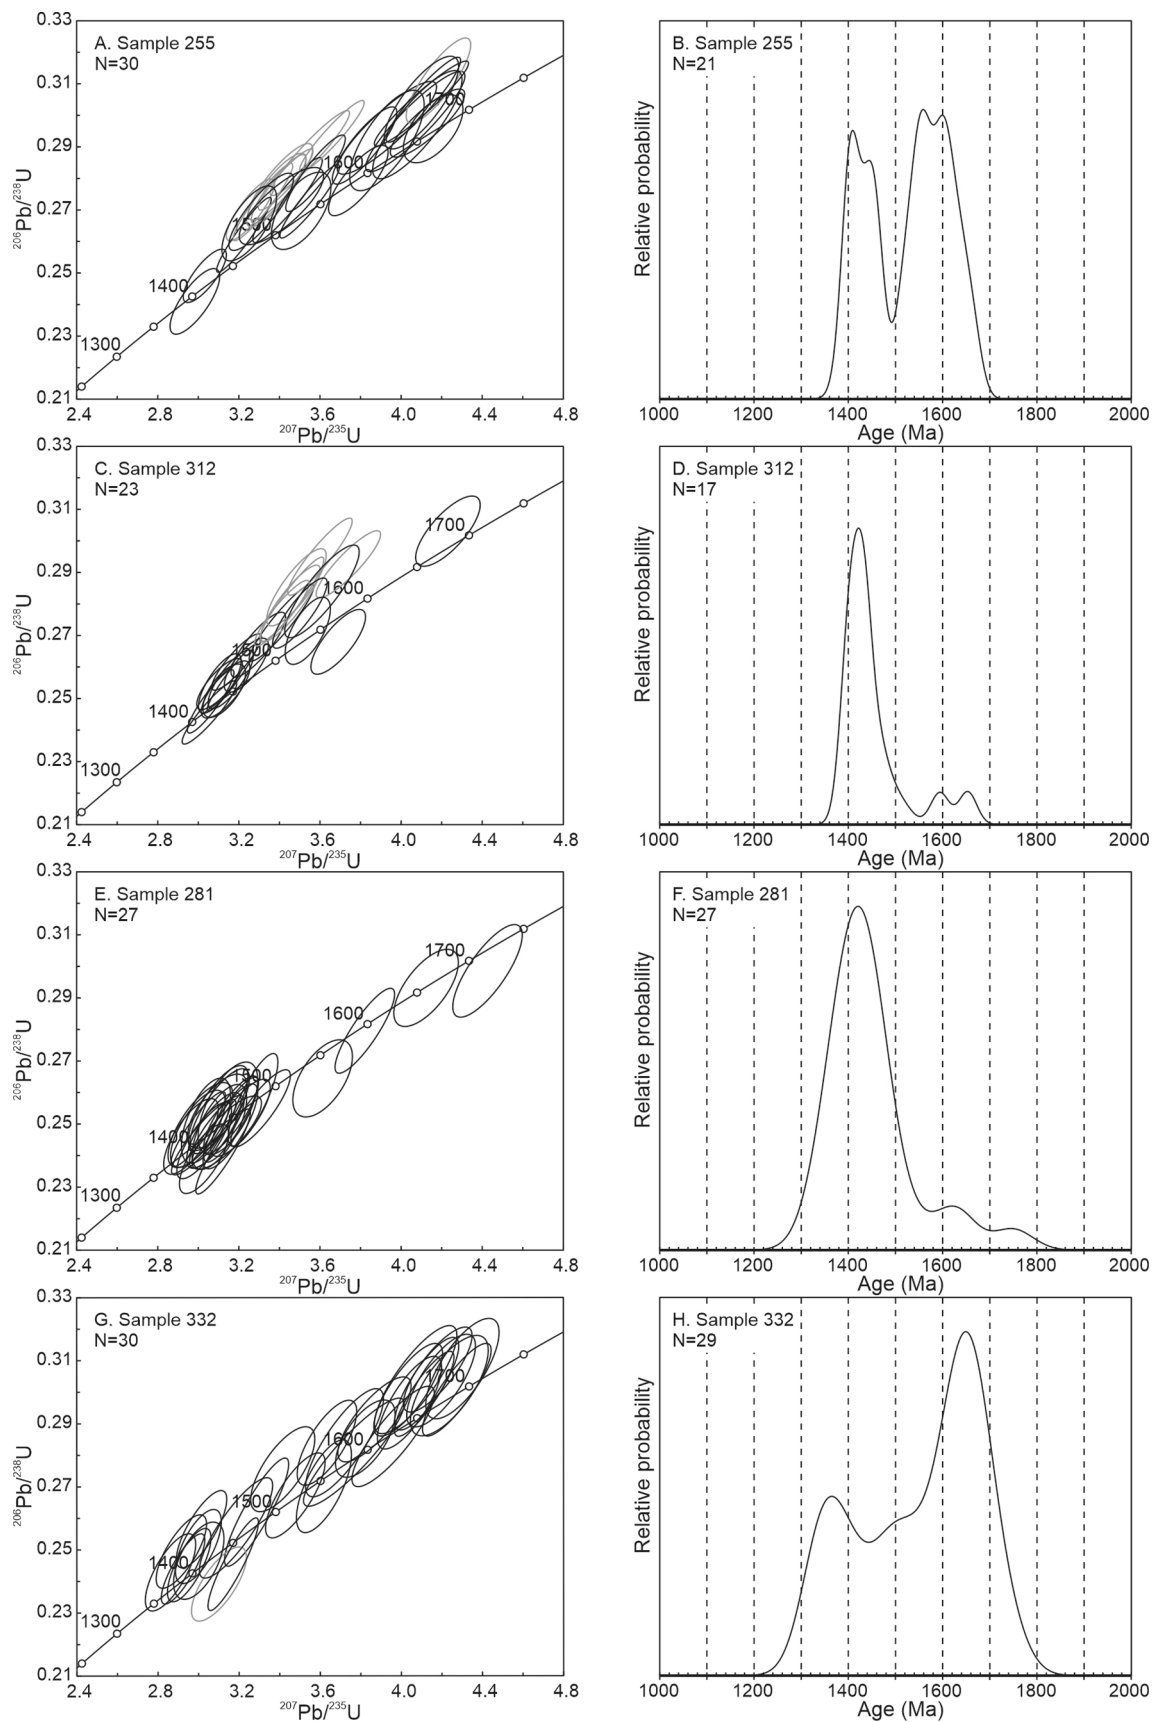 A. Sample 255
N=30
0.33
0.31
0.29
0.27
0.25
0.23
0.21
206Pb/238U
1300
1400
1500
1600
1700
2.4 2.8 3.2 3.6 4.0 4.4 4.8
207Pb/235U
B. Sample 255
N=21
Relative probability
1000 1200 1400 1600 1800 2000
Age (Ma)
C. Sample 312
N=23
0.33
0.31
0.29
0.27
0.25
0.23
0.21
206Pb/238U
1300
1400
1500
1600
1700
2.4 2.8 3.2 3.6 4.0 4.4 4.8
207Pb/235U
D. Sample 312
N=17
Relative probability
1000 1200 1400 1600 1800 2000
Age (Ma)
E. Sample 281
N=27
0.33
0.31
0.29
0.27
0.25
0.23
0.21
206Pb/238U
1300
1400
1500
1600
1700
2.4 2.8 3.2 3.6 4.0 4.4 4.8
207Pb/235U
F. Sample 281
N=27
Relative probability
1000 1200 1400 1600 1800 2000
Age (Ma)
G. Sample 332
N=30
0.33
0.31
0.29
0.27
0.25
0.23
0.21
206Pb/238U
1300
1400
1500
1600
1700
2.4 2.8 3.2 3.6 4.0 4.4 4.8
207Pb/235U
H. Sample 332
N=29
Relative probability
1000 1200 1400 1600 1800 2000
Age (Ma)